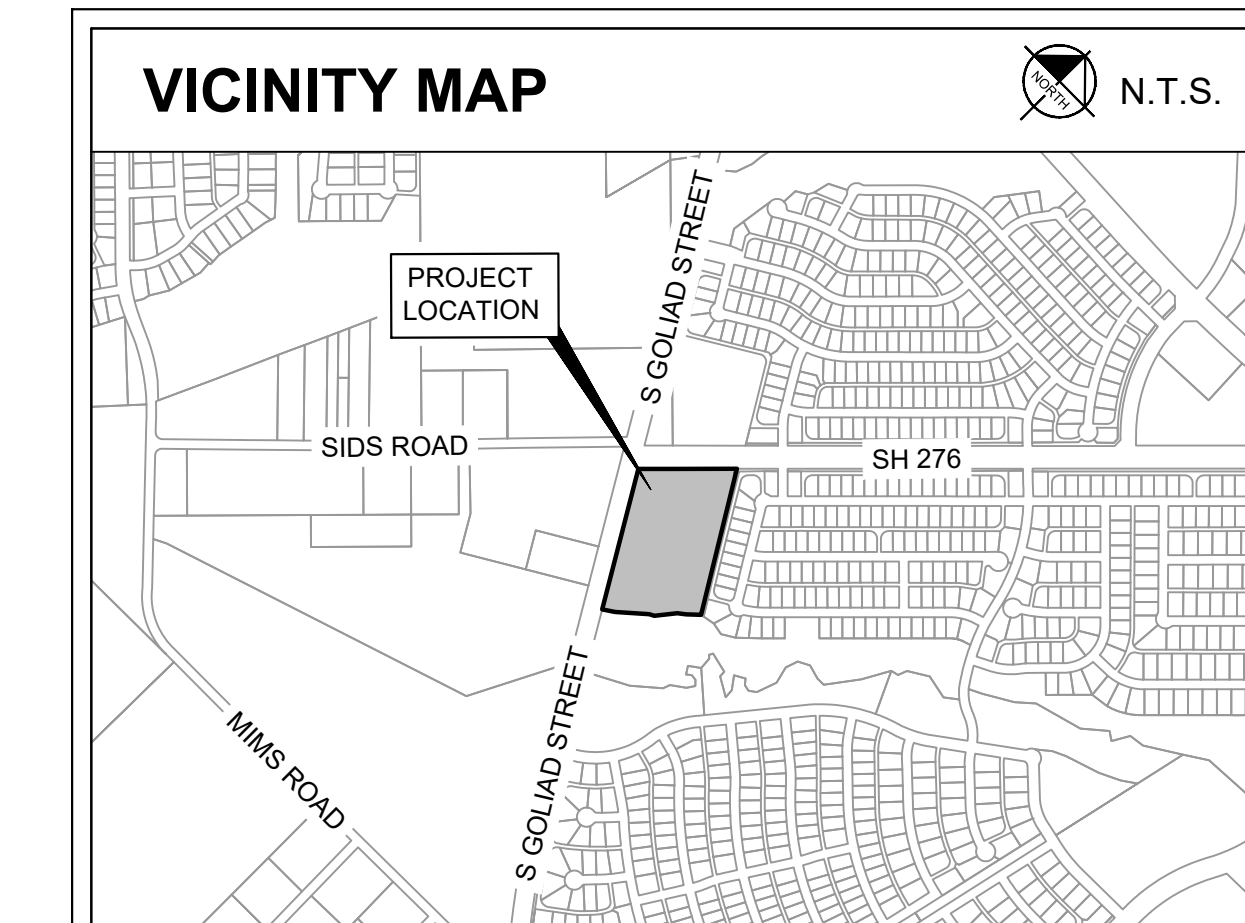 VICINITY MAP
NORTH
N.T.S.
S GOLIAD STREET
PROJECT
LOCATION
SIDS ROAD
SH 276
S GOLIAD STREET
MIMS ROAD